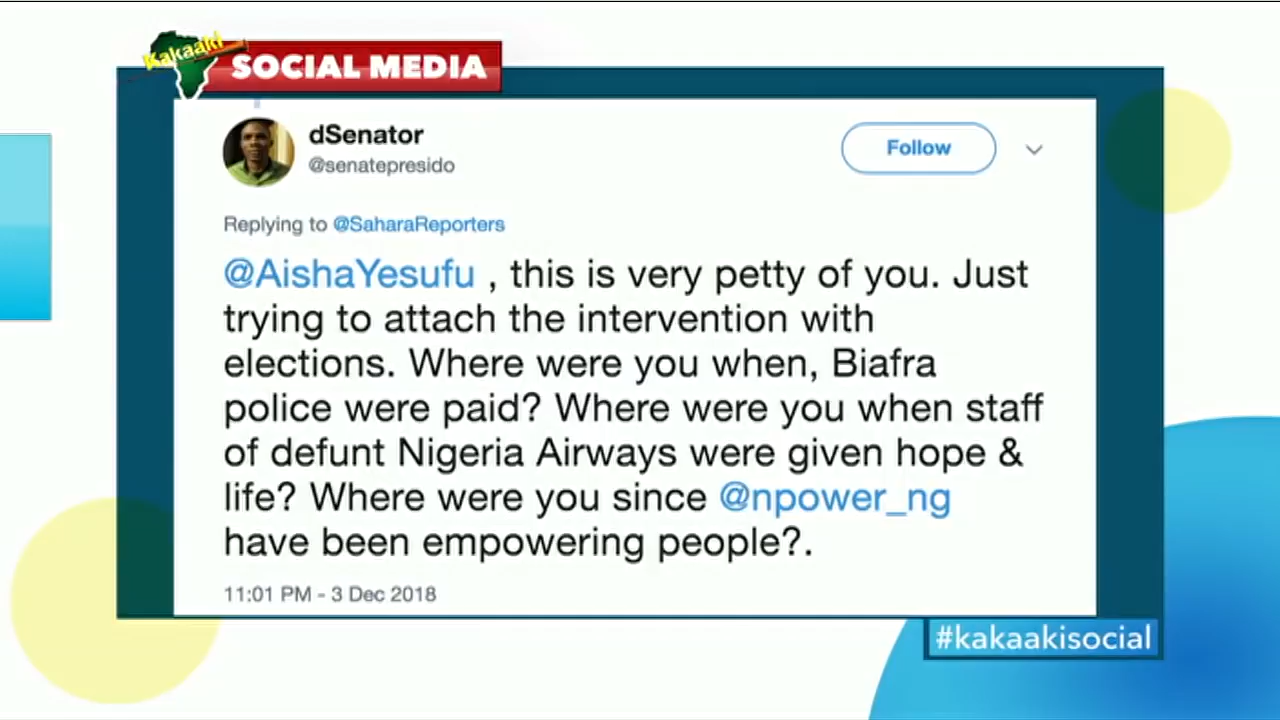 Kakaaki
SOCIAL MEDIA
dSenator
@senatepresido
Follow
Replying to @SaharaReporters
@AishaYesufu , this is very petty of you. Just
trying to attach the intervention with
elections. Where were you when, Biafra
police were paid? Where were you when staff
of defunt Nigeria Airways were given hope &
life? Where were you since @npower_ng
have been empowering people?.
11:01 PM - 3 Dec 2018
#kakaakisocial